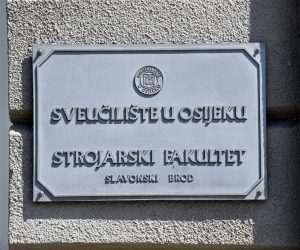 SVEUČILIŠTE U OSIJEKU
STROJARSKI FAKULTET
SLAVONSKI BROD